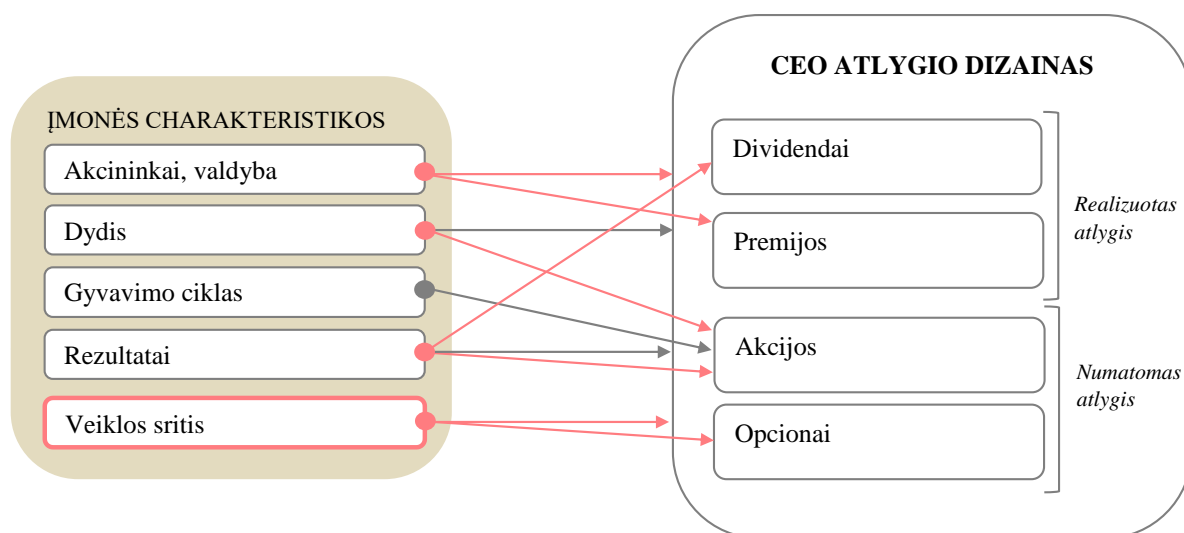 ĮMONĖS CHARAKTERISTIKOS
Akcininkai, valdyba
Dydis
Gyvavimo ciklas
Rezultatai
Veiklos sritis
CEO ATLYGIO DIZAINAS
Dividendai
Premijos
Akcijos
Opcionai
Realizuotas
atlygis
Numatomas
atlygis